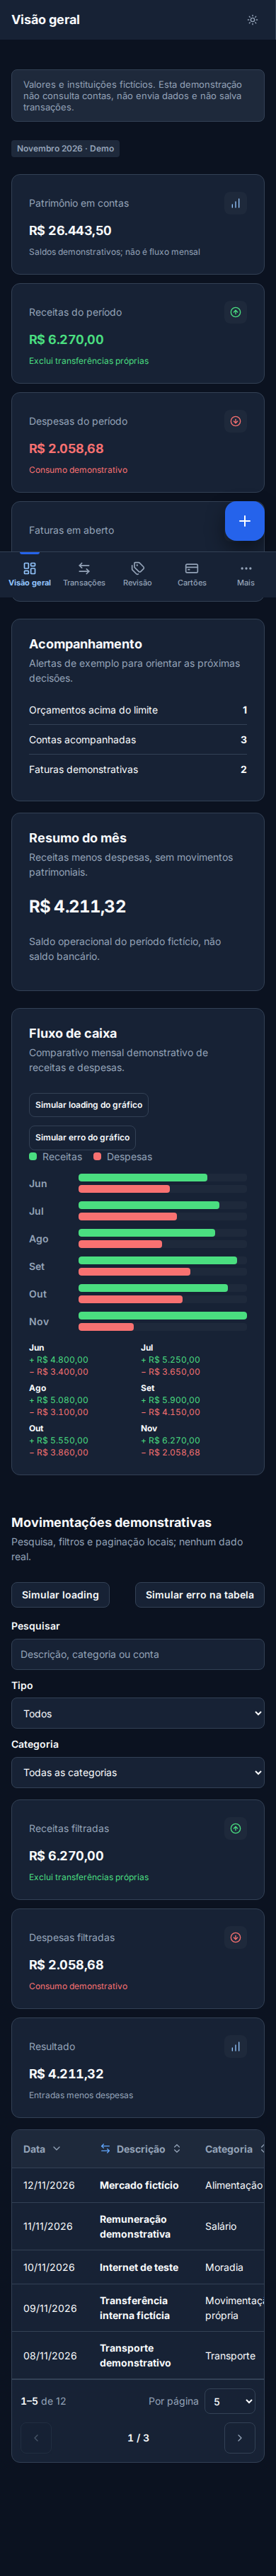 Visão geral
Valores e instituições fictícios. Esta demonstração
não consulta contas, não envia dados e não salva
transações.
Novembro 2026 · Demo
Patrimônio em contas
R$ 26.443,50
Saldos demonstrativos; não é fluxo mensal
Receitas do período
R$ 6.270,00
Exclui transferências próprias
Despesas do período
R$ 2.058,68
Consumo demonstrativo
Faturas em aberto
Visão geral
Transações
Revisão
Cartões
Mais
Acompanhamento
Alertas de exemplo para orientar as próximas
decisões.
Orçamentos acima do limite 1
Contas acompanhadas 3
Faturas demonstrativas 2
Resumo do mês
Receitas menos despesas, sem movimentos
patrimoniais.
R$ 4.211,32
Saldo operacional do período fictício, não
saldo bancário.
Fluxo de caixa
Comparativo mensal demonstrativo de
receitas e despesas.
Simular loading do gráfico
Simular erro do gráfico
Receitas Despesas
Jun
Jul
Ago
Set
Out
Nov
Jun Jul
+ R$ 4.800,00 + R$ 5.250,00
− R$ 3.400,00 − R$ 3.650,00
Ago Set
+ R$ 5.080,00 + R$ 5.900,00
− R$ 3.100,00 − R$ 4.150,00
Out Nov
+ R$ 5.550,00 + R$ 6.270,00
− R$ 3.860,00 − R$ 2.058,68
Movimentações demonstrativas
Pesquisa, filtros e paginação locais; nenhum dado
real.
Simular loading
Simular erro na tabela
Pesquisar
Descrição, categoria ou conta
Tipo
Todos
Categoria
Todas as categorias
Receitas filtradas
R$ 6.270,00
Exclui transferências próprias
Despesas filtradas
R$ 2.058,68
Consumo demonstrativo
Resultado
R$ 4.211,32
Entradas menos despesas
Data Descrição Categoria
12/11/2026 Mercado fictício Alimentação
11/11/2026 Remuneração demonstrativa Salário
10/11/2026 Internet de teste Moradia
09/11/2026 Transferência interna fictícia Movimentaç própria
08/11/2026 Transporte demonstrativo Transporte
1–5 de 12 Por página 5
1 / 3